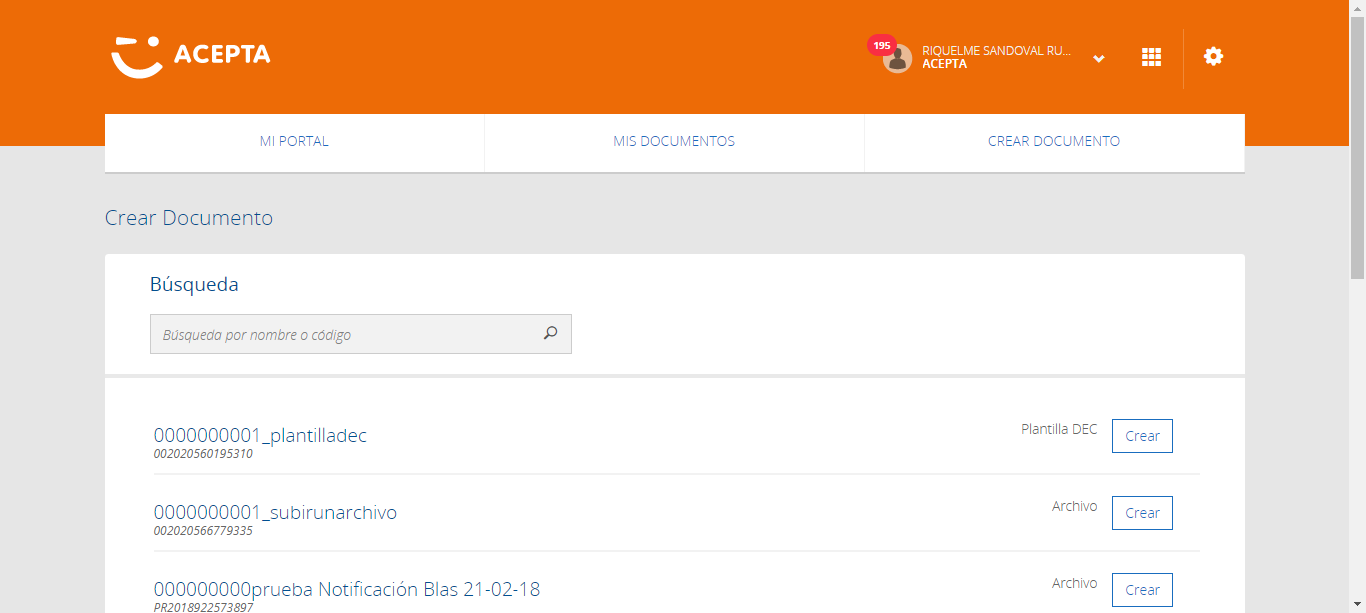 ACEPTA
195
RIQUELME SANDOVAL RU...
ACEPTA
MI PORTAL
MIS DOCUMENTOS
CREAR DOCUMENTO
Crear Documento
Búsqueda
Búsqueda por nombre o código
0000000001_plantilladec
Plantilla DEC
Crear
002020560195310
0000000001_subirunarchivo
Archivo
Crear
002020566779335
000000000prueba Notificación Blas 21-02-18
Archivo
Crear
PR2018922573897